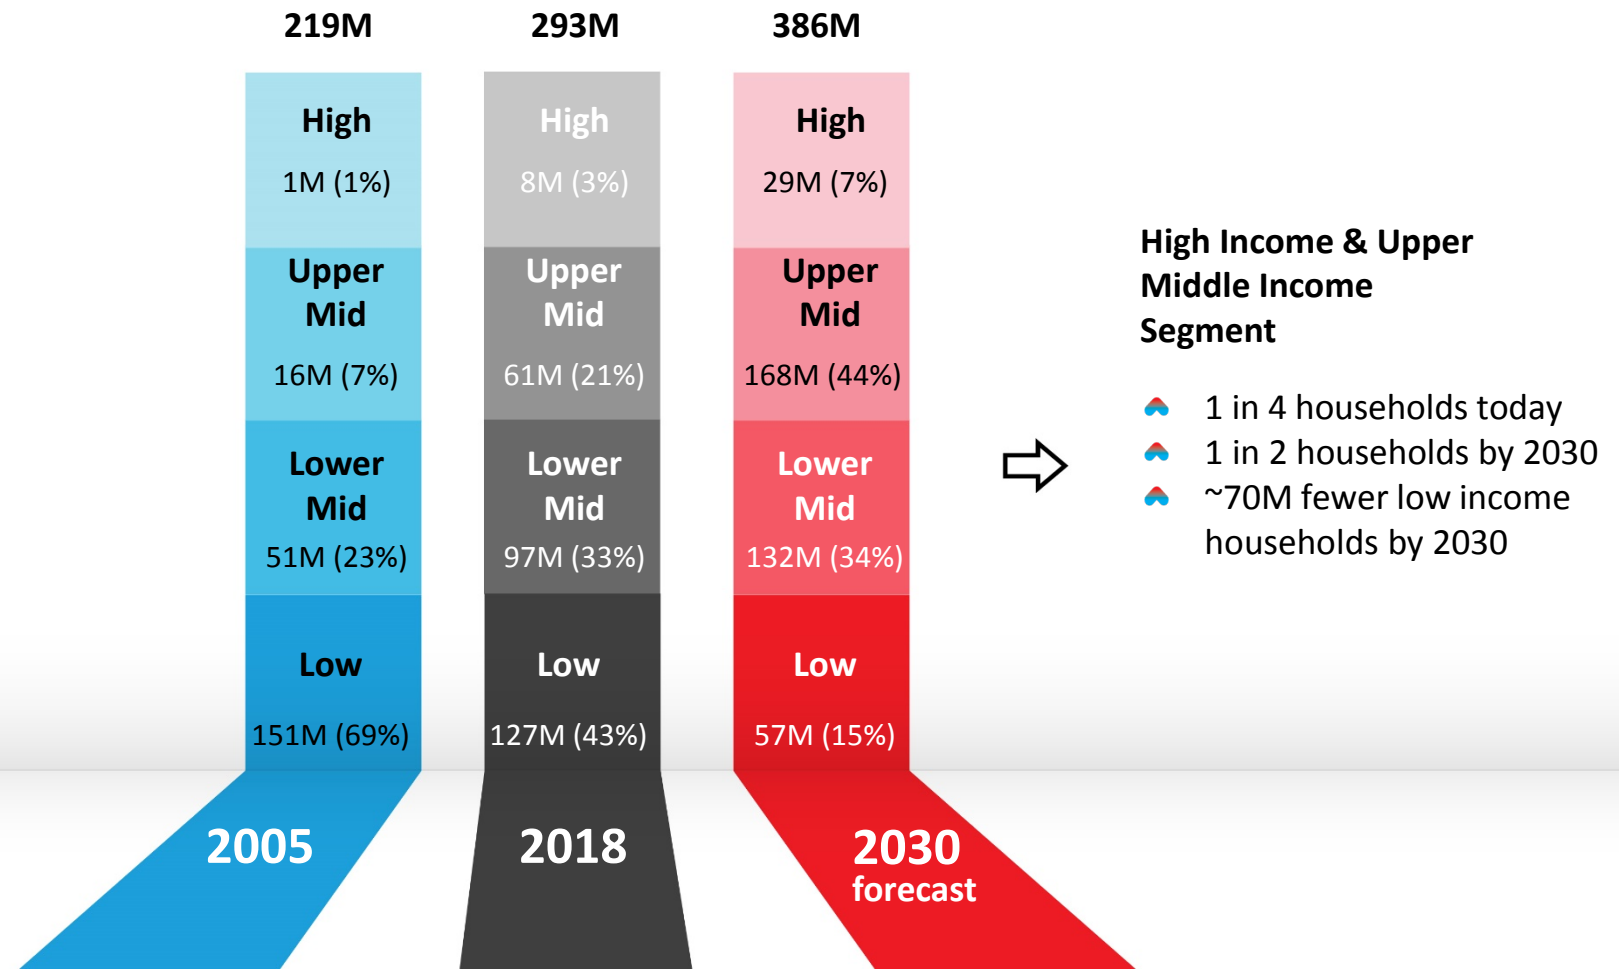 219M
High
1M (1%)
Upper
Mid
16M (7%)
Lower
Mid
51M (23%)
Low
151M (69%)
2005
293M
High
8M (3%)
Upper
Mid
61M (21%)
Lower
Mid
97M (33%)
Low
127M (43%)
2018
386M
High
29M (7%)
Upper
Mid
168M (44%)
Lower
Mid
132M (34%)
Low
57M (15%)
2030
forecast
High Income & Upper
Middle Income
Segment
1 in 4 households today
1 in 2 households by 2030
~70M fewer low income
households by 2030